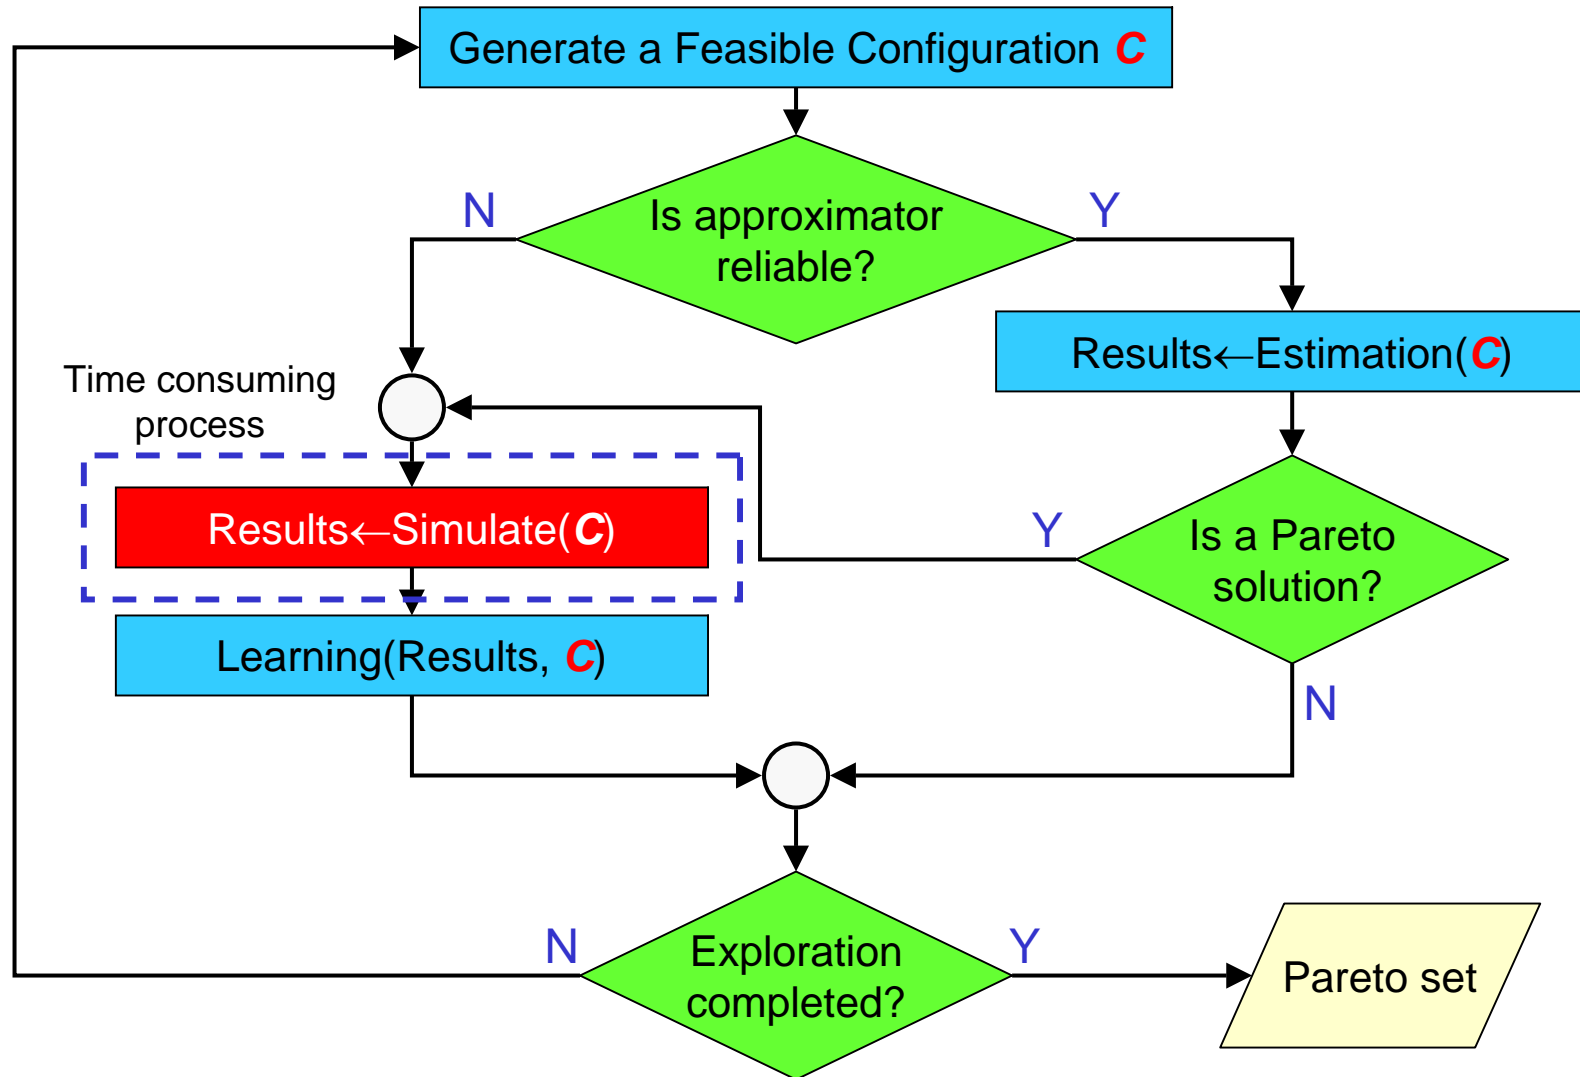 Generate a Feasible Configuration C
N
Y
Is approximator
reliable?
Results←Estimation(C)
Time consuming
process
Results←Simulate(C)
Y
Is a Pareto
solution?
Learning(Results, C)
N
N
Y
Exploration
completed?
Pareto set